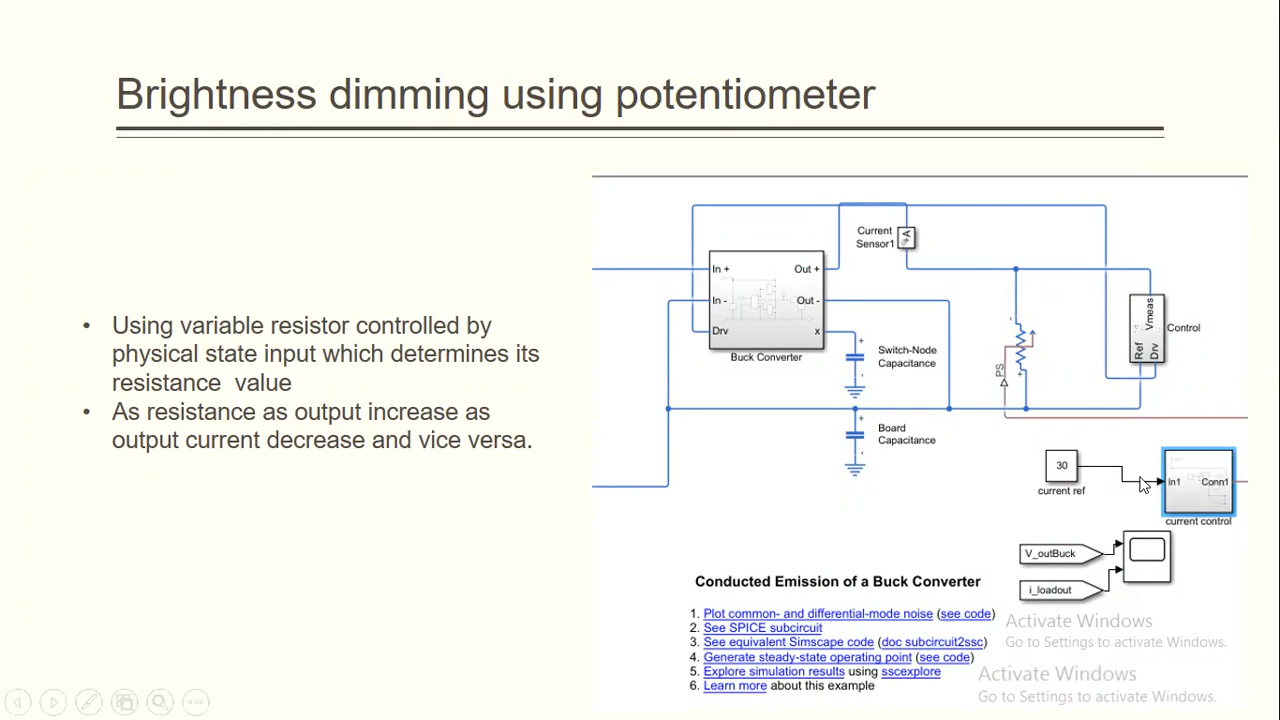 Brightness dimming using potentiometer
• Using variable resistor controlled by
physical state input which determines its
resistance value
• As resistance as output increase as
output current decrease and vice versa.
Current
Sensor1
A
In +
Out +
In -
Out -
Drv
x
Buck Converter
+
-
Switch-Node
Capacitance
+
-
Board
Capacitance
-
+
PS
Vmeas
Ref
Drv
Control
30
current ref
In1
Conn1
current control
V_outBuck
i_loadout
Conducted Emission of a Buck Converter
1. Plot common- and differential-mode noise (see code)
2. See SPICE subcircuit
3. See equivalent Simscape code (doc subcircuit2ssc)
4. Generate steady-state operating point (see code)
5. Explore simulation results using sscexplore
6. Learn more about this example
Activate Windows
Go to Settings to activate Windows.
Activate Windows
Go to Settings to activate Windows.